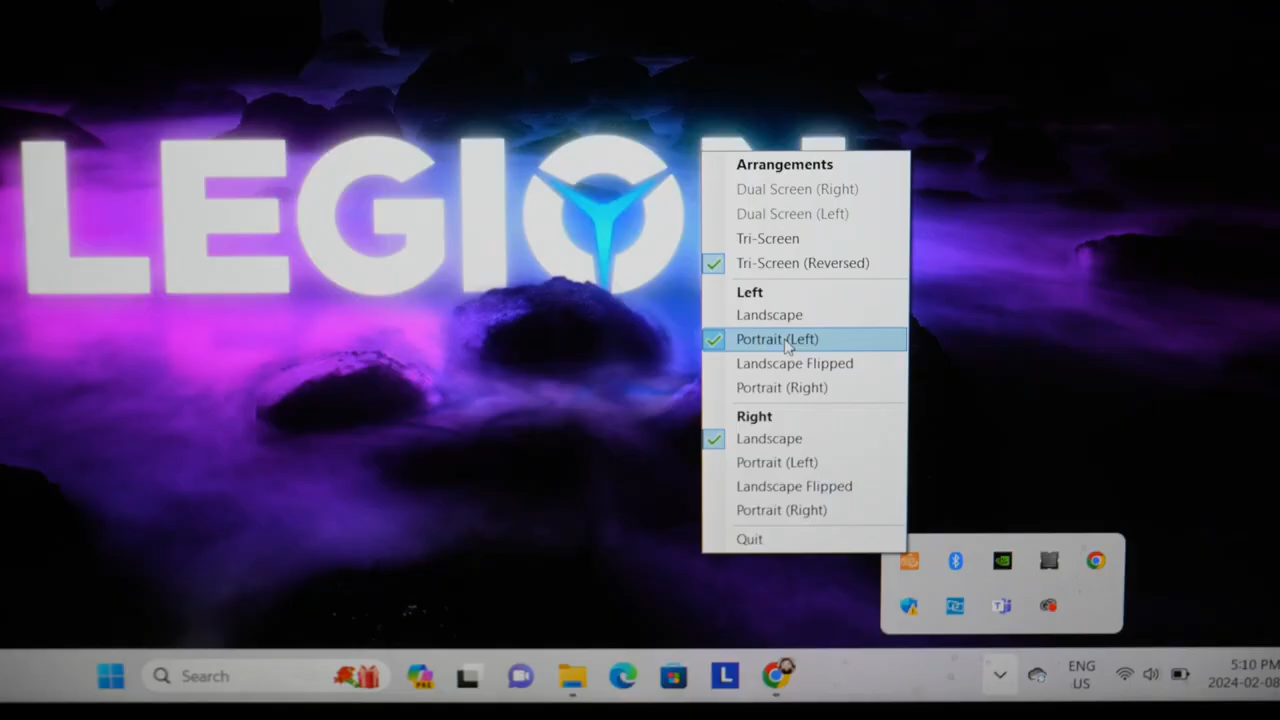 LEGION
Arrangements
Dual Screen (Right)
Dual Screen (Left)
Tri-Screen
Tri-Screen (Reversed)
Left
Landscape
Portrait (Left)
Landscape Flipped
Portrait (Right)
Right
Landscape
Portrait (Left)
Landscape Flipped
Portrait (Right)
Quit
Search
PRE
L
ENG
US
5:10 PM
2024-02-08